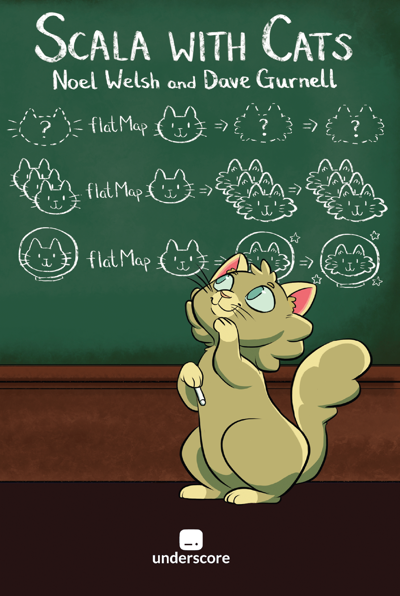 SCALA WITH CATS
NOEL WELSH AND DAVE GURNELL
? flatMap ⇒ ? ⇒ ?
flatMap ⇒ ⇒
flatMap ⇒ ⇒
underscore